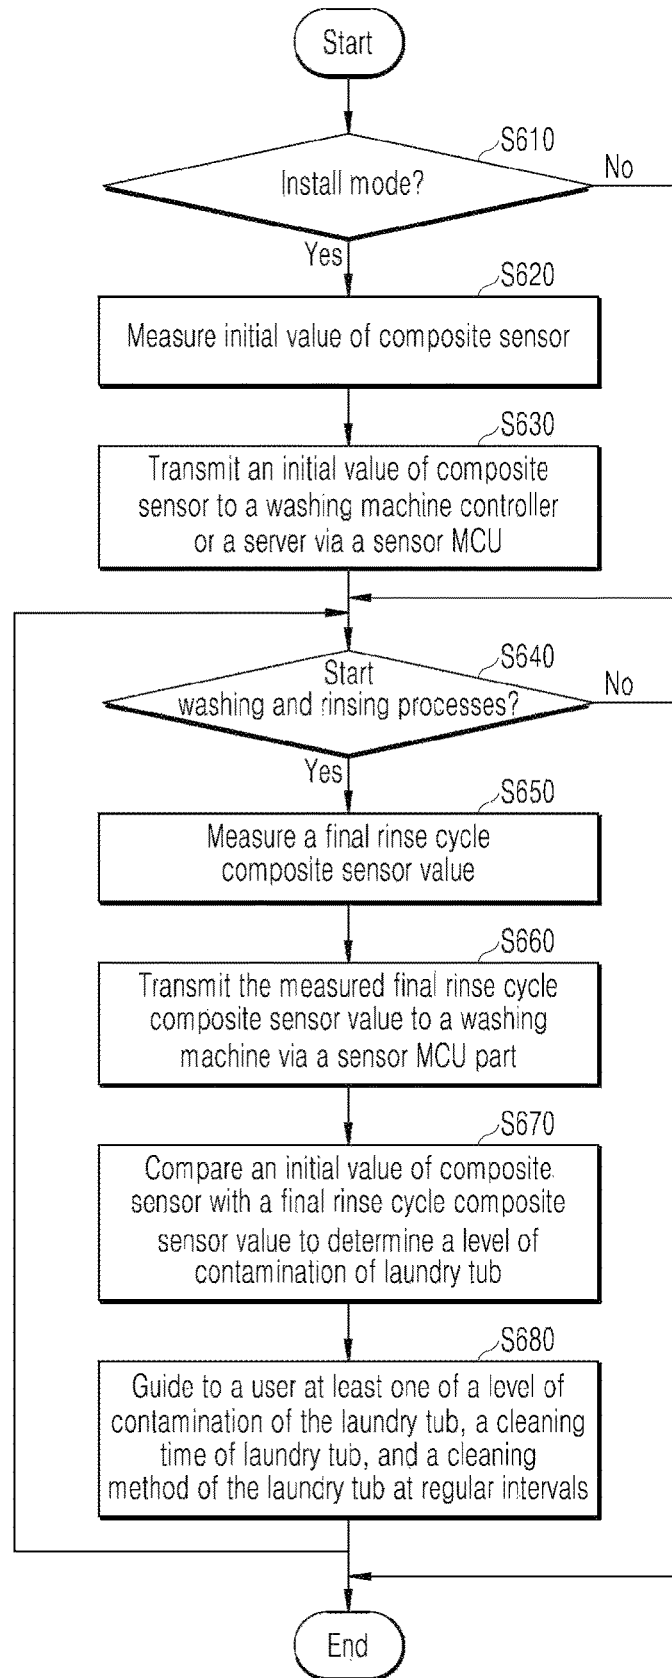 Start
S610
Install mode?
No
Yes
S620
Measure initial value of composite sensor
S630
Transmit an initial value of composite
sensor to a washing machine controller
or a server via a sensor MCU
S640
Start
washing and rinsing processes?
No
Yes
S650
Measure a final rinse cycle
composite sensor value
S660
Transmit the measured final rinse cycle
composite sensor value to a washing
machine via a sensor MCU part
S670
Compare an initial value of composite
sensor with a final rinse cycle composite
sensor value to determine a level of
contamination of laundry tub
S680
Guide to a user at least one of a level of
contamination of the laundry tub, a cleaning
time of laundry tub, and a cleaning
method of the laundry tub at regular intervals
End